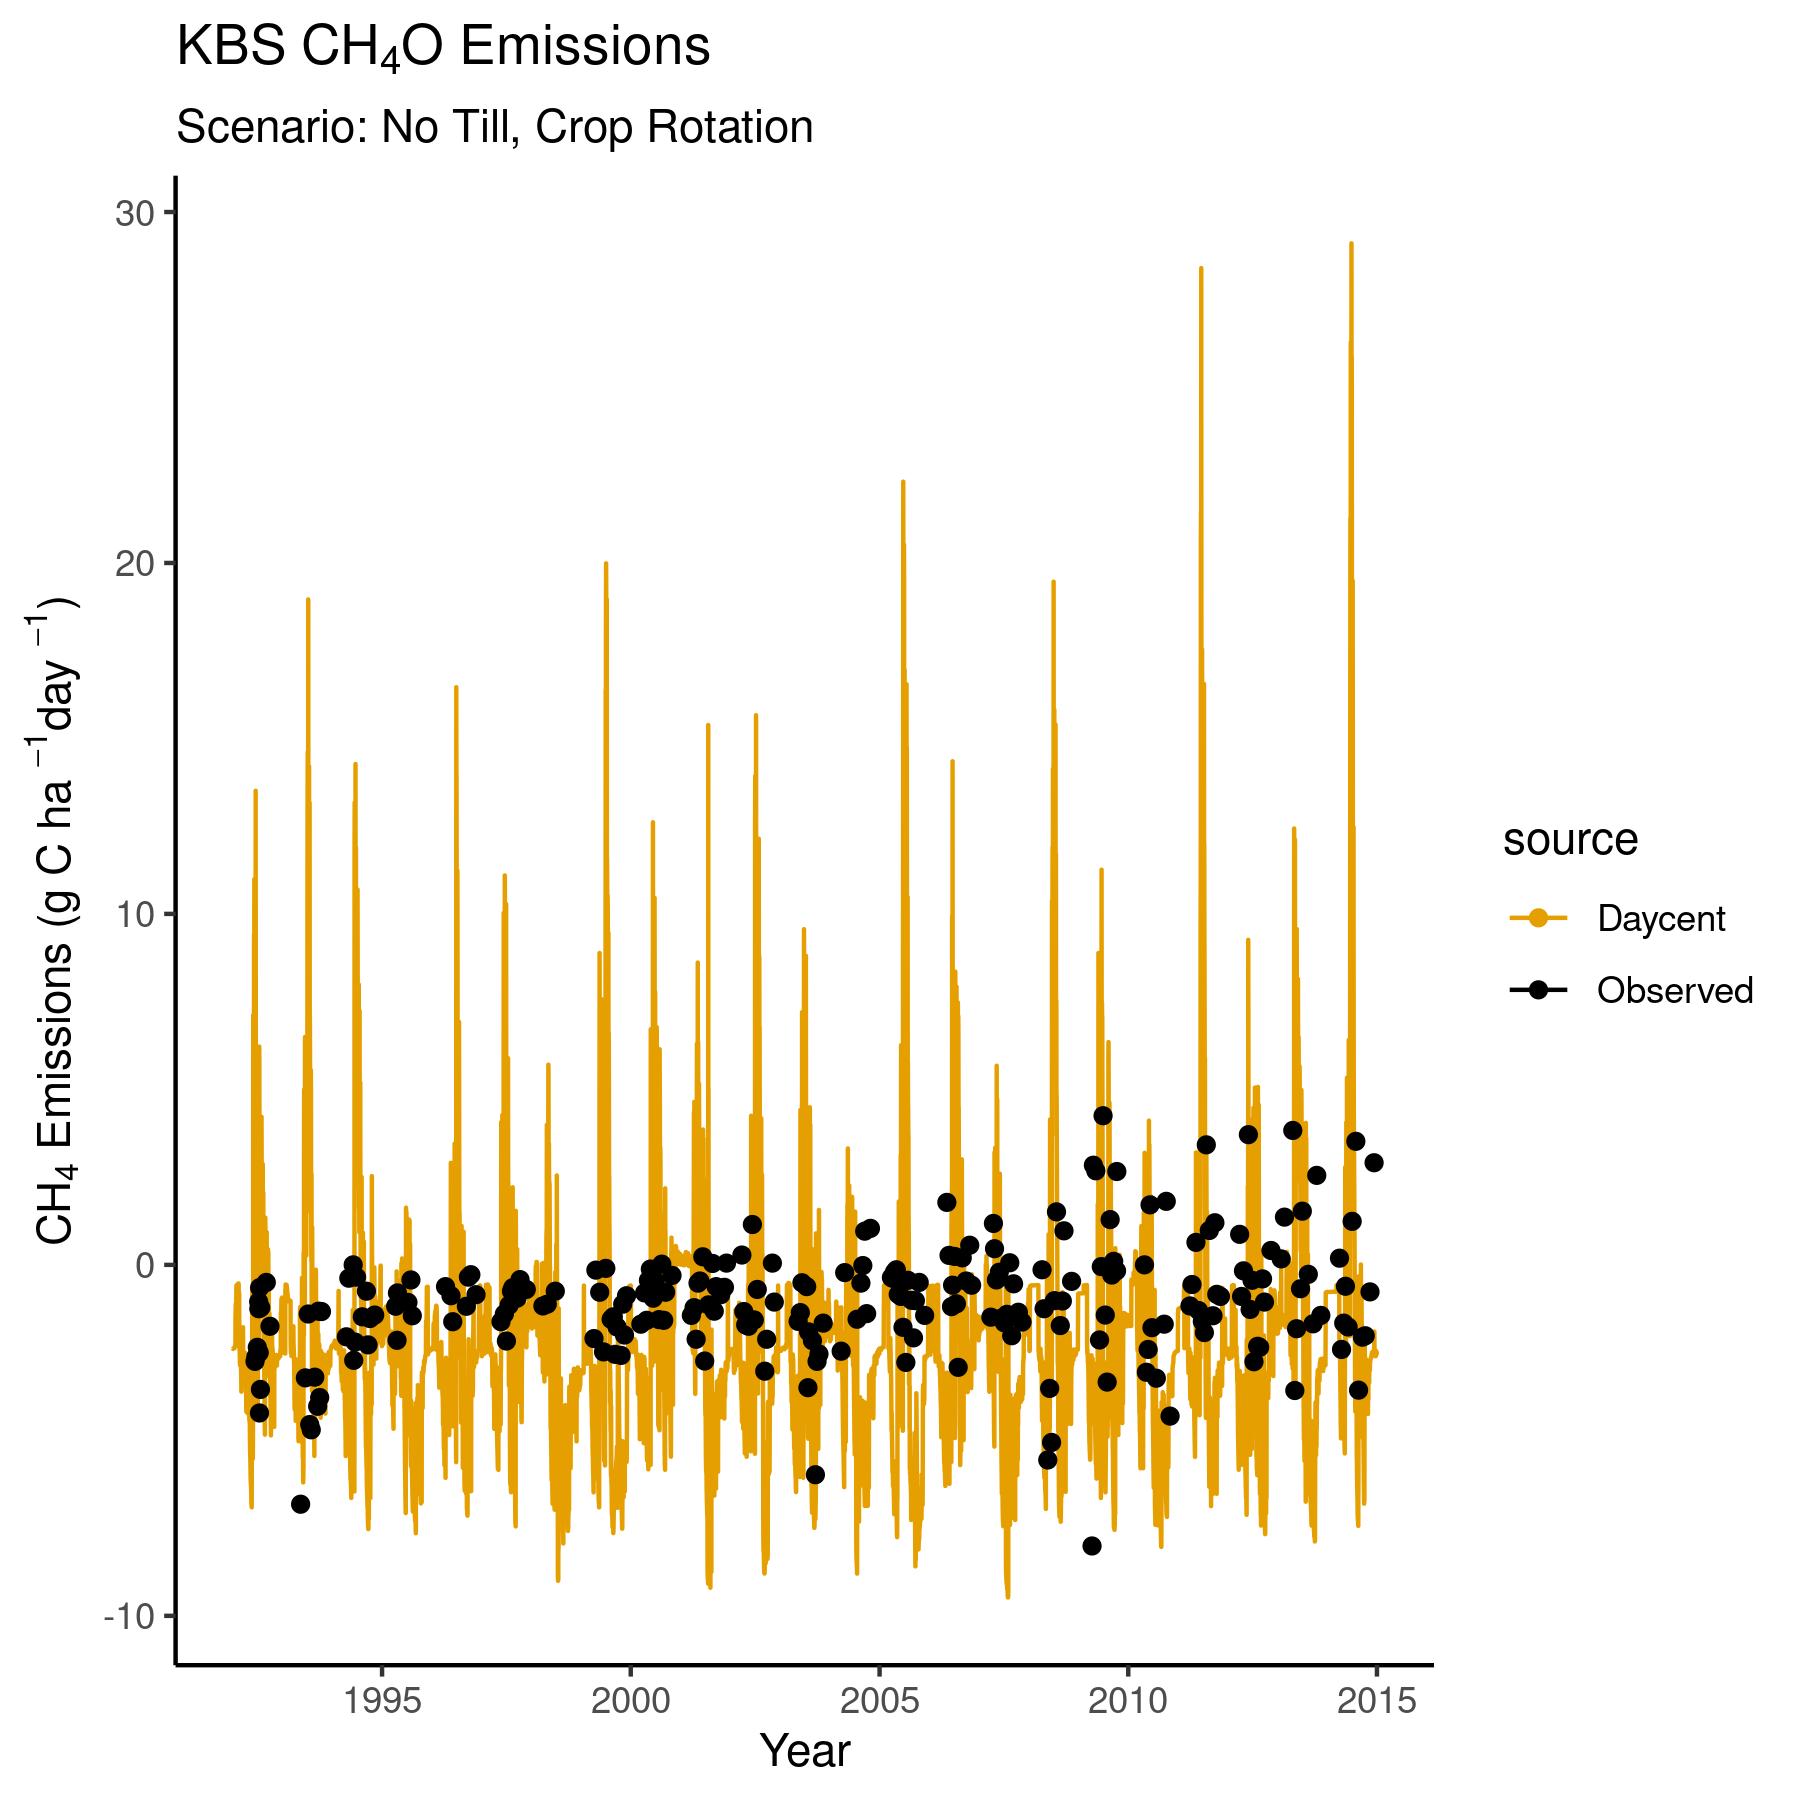 KBS CH₄O Emissions
Scenario: No Till, Crop Rotation
30
20
10
0
-10
CH₄ Emissions (g C ha ⁻¹day ⁻¹)
1995 2000 2005 2010 2015
Year
source
Daycent
Observed